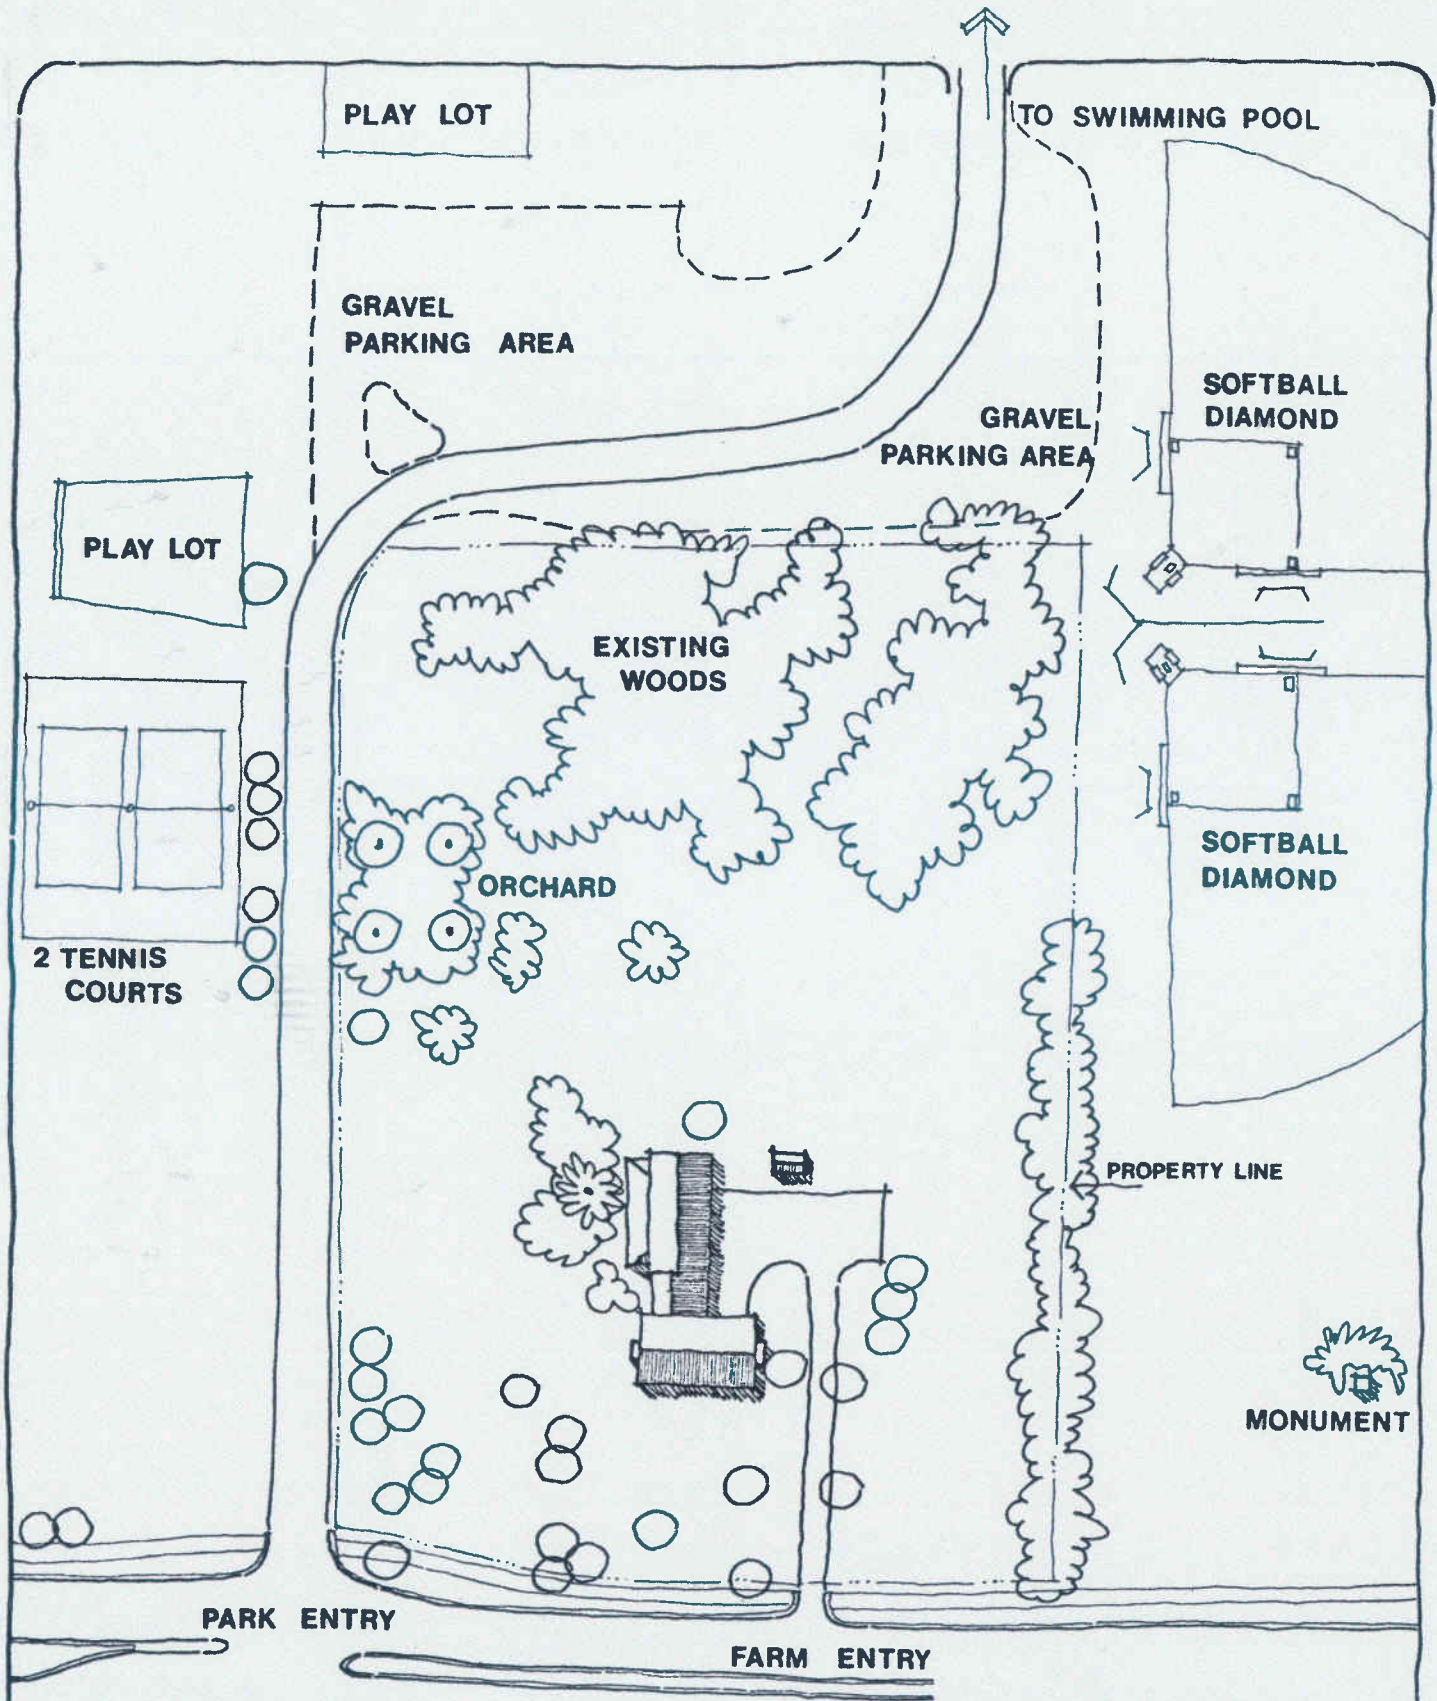 PLAY LOT
TO SWIMMING POOL
GRAVEL
PARKING AREA
SOFTBALL
DIAMOND
GRAVEL
PARKING AREA
PLAY LOT
EXISTING
WOODS
SOFTBALL
DIAMOND
ORCHARD
2 TENNIS
COURTS
PROPERTY LINE
MONUMENT
PARK ENTRY
FARM ENTRY